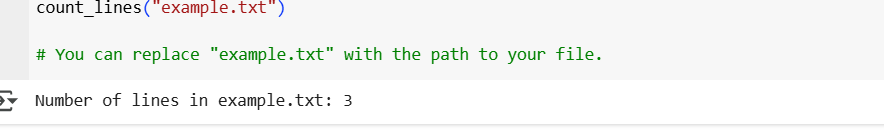 count_lines("example.txt")
# You can replace "example.txt" with the path to your file.
Number of lines in example.txt: 3